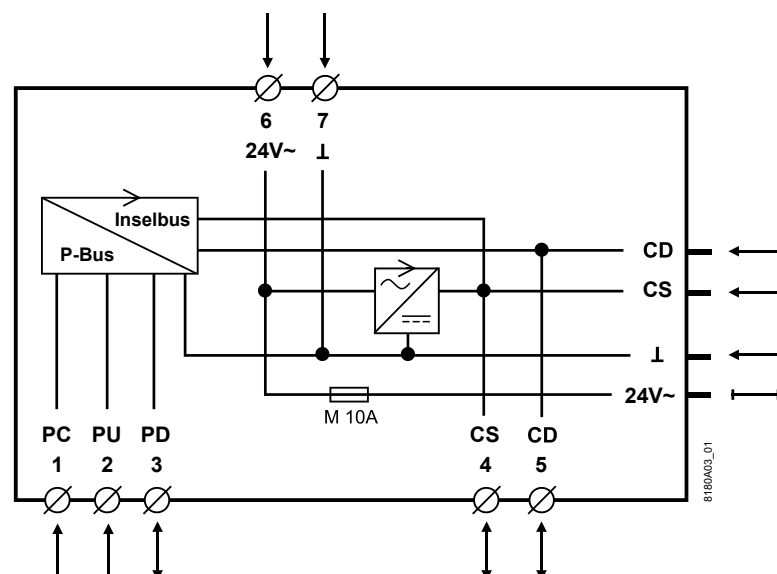 6 7
24V~ ⊥
Inselbus
P-Bus
CD
CS
⊥
24V~
M 10A
PC PU PD CS CD
1 2 3 4 5
8180A03_01